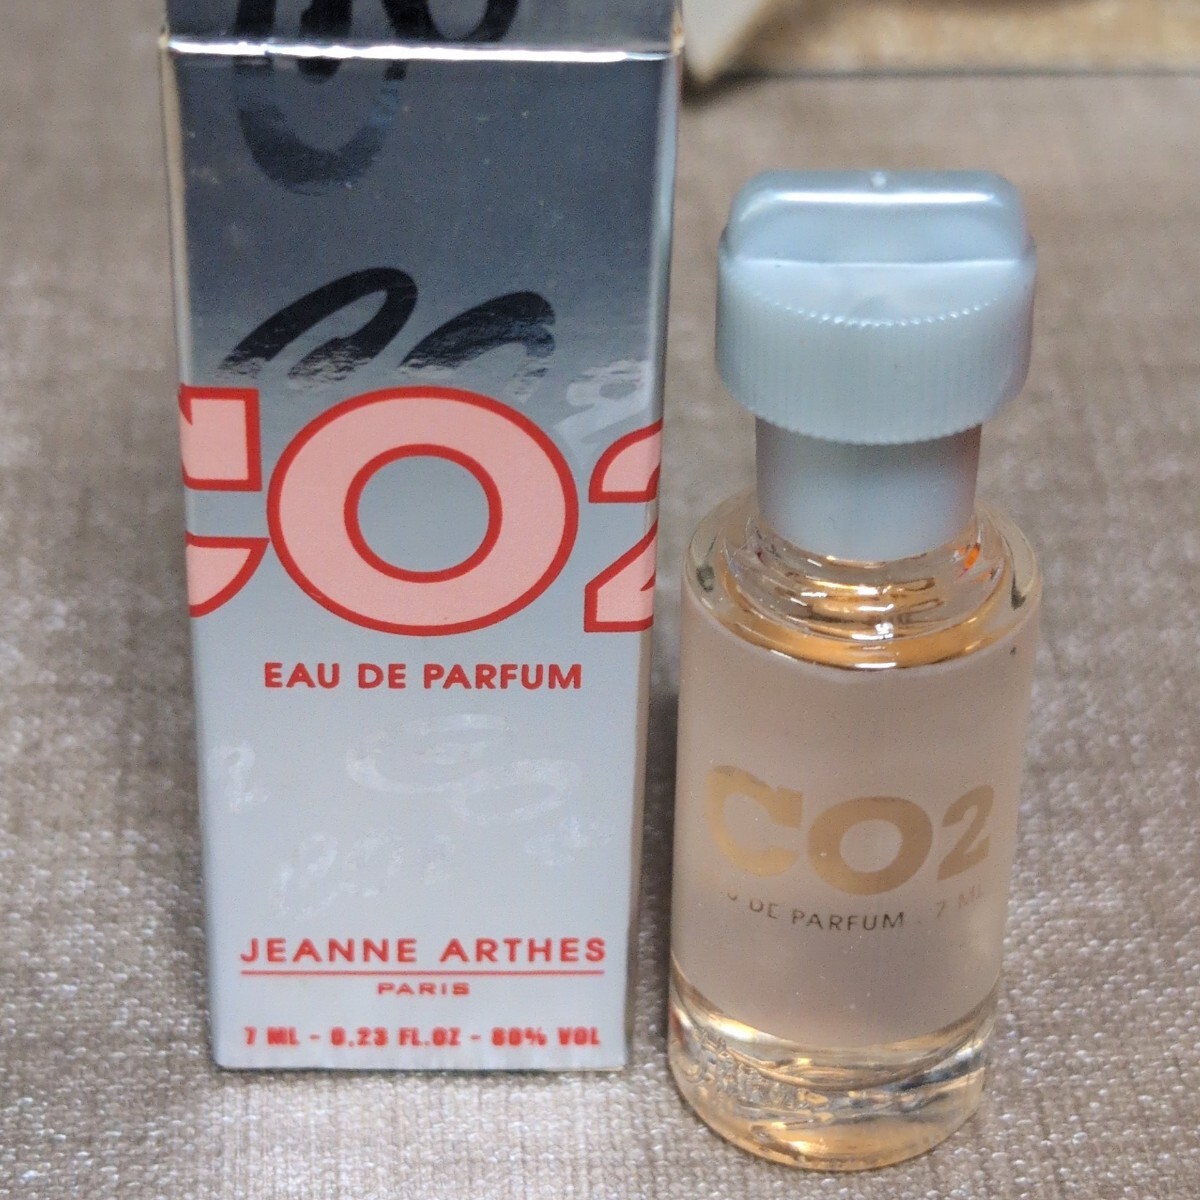 CO2
EAU DE PARFUM
JEANNE ARTHES
PARIS
7 ML - 0,23 FL.OZ - 80% VOL
CO2
DE PARFUM . 7 ML